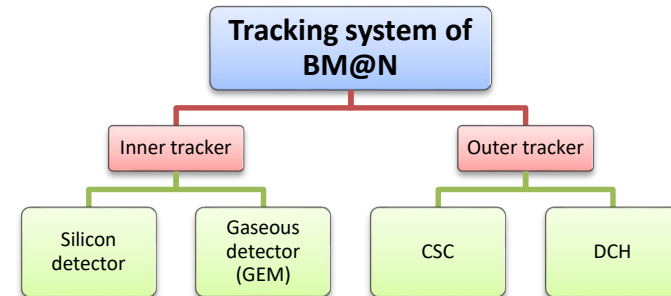 Tracking system of
BM@N
Inner tracker
Outer tracker
Silicon
detector
Gaseous
detector
(GEM)
CSC
DCH